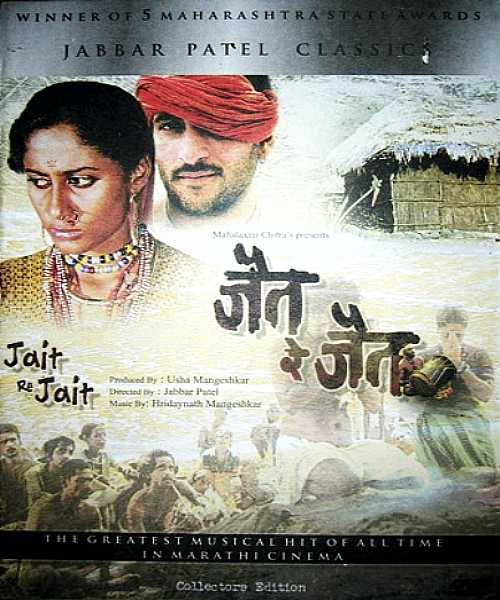 WINNER OF 5 MAHARASHTRA STATE AWARDS
JABBAR PATEL CLASSICS
Mahalaxmi Chitra's presents
जैत
रे जैत
Jait
Re Jait
Produced By : Usha Mangeshkar
Directed By : Jabbar Patel
Music By: Hridaynath Mangeshkar
THE GREATEST MUSICAL HIT OF ALL TIME
IN MARATHI CINEMA
Collectors Edition